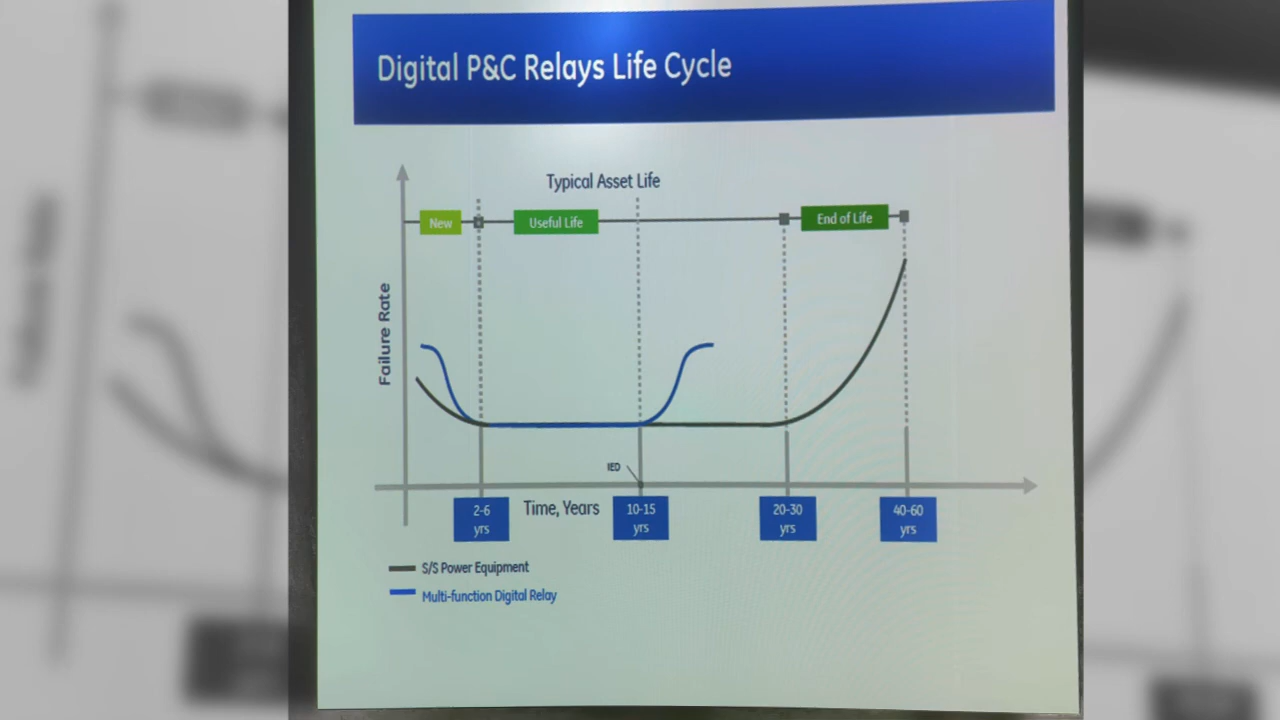 Digital P&C Relays Life Cycle
Typical Asset Life
New
Useful Life
End of Life
Failure Rate
IED
2-6
yrs
Time, Years
10-15
yrs
20-30
yrs
40-60
yrs
S/S Power Equipment
Multi-function Digital Relay